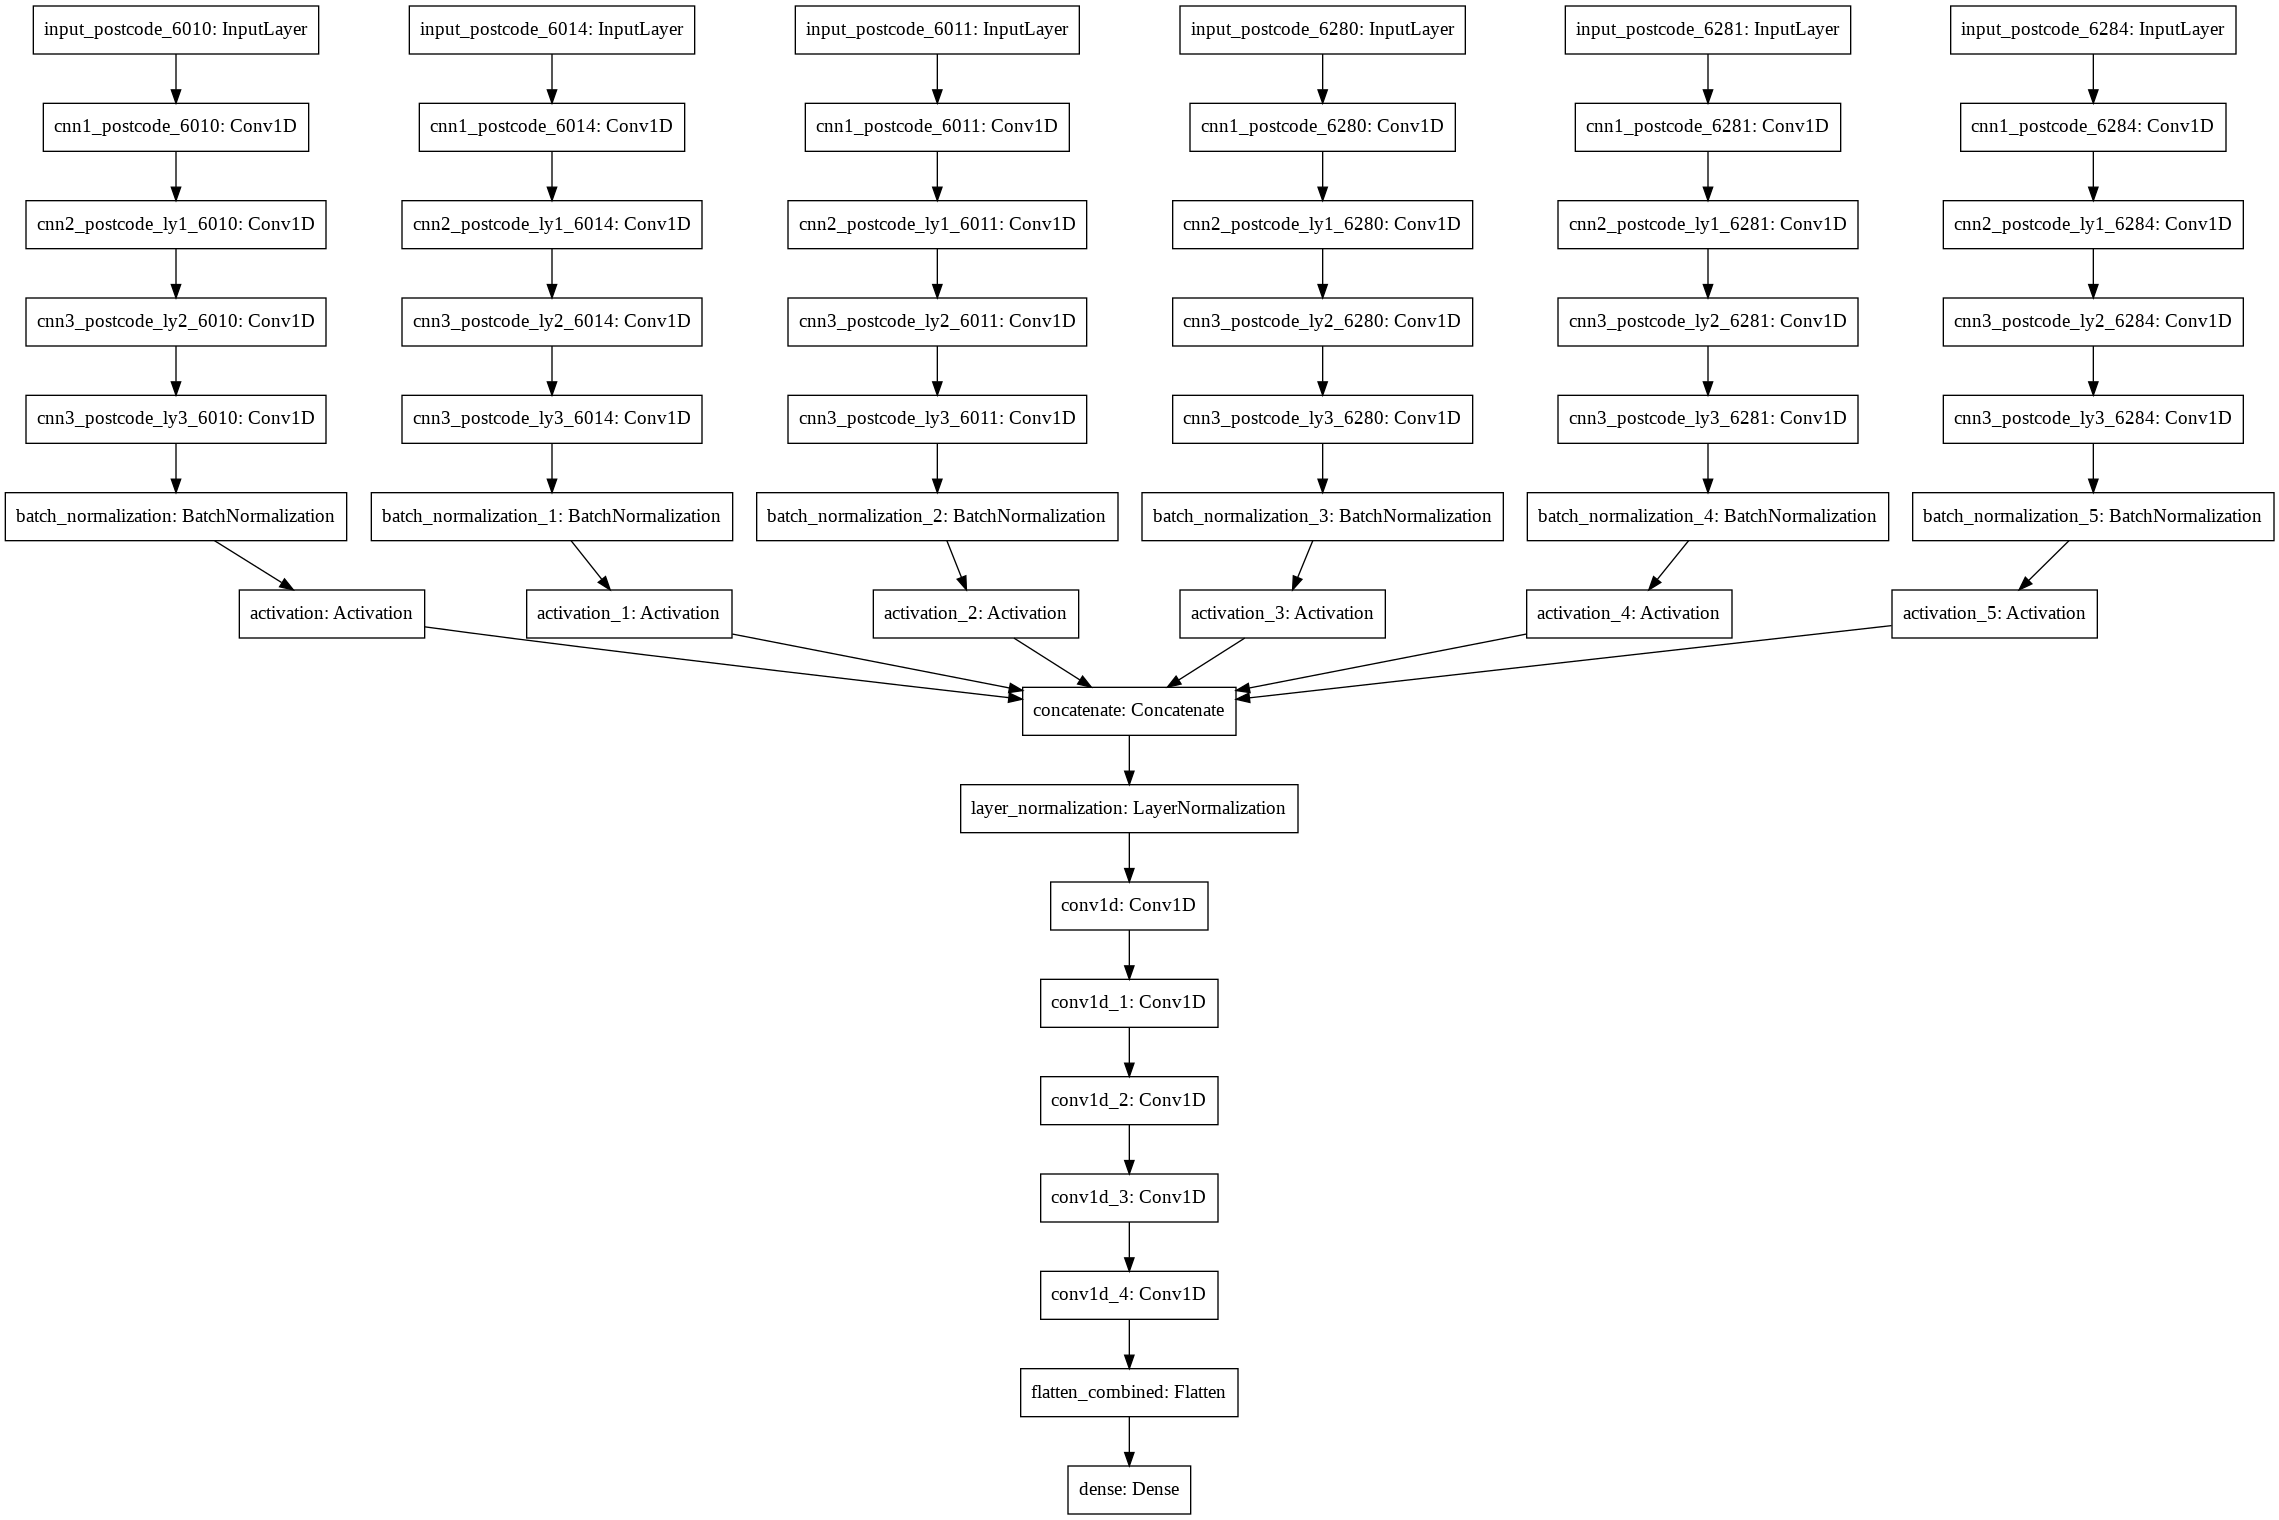 input_postcode_6010: InputLayer
input_postcode_6014: InputLayer
input_postcode_6011: InputLayer
input_postcode_6280: InputLayer
input_postcode_6281: InputLayer
input_postcode_6284: InputLayer
cnn1_postcode_6010: Conv1D
cnn1_postcode_6014: Conv1D
cnn1_postcode_6011: Conv1D
cnn1_postcode_6280: Conv1D
cnn1_postcode_6281: Conv1D
cnn1_postcode_6284: Conv1D
cnn2_postcode_ly1_6010: Conv1D
cnn2_postcode_ly1_6014: Conv1D
cnn2_postcode_ly1_6011: Conv1D
cnn2_postcode_ly1_6280: Conv1D
cnn2_postcode_ly1_6281: Conv1D
cnn2_postcode_ly1_6284: Conv1D
cnn3_postcode_ly2_6010: Conv1D
cnn3_postcode_ly2_6014: Conv1D
cnn3_postcode_ly2_6011: Conv1D
cnn3_postcode_ly2_6280: Conv1D
cnn3_postcode_ly2_6281: Conv1D
cnn3_postcode_ly2_6284: Conv1D
cnn3_postcode_ly3_6010: Conv1D
cnn3_postcode_ly3_6014: Conv1D
cnn3_postcode_ly3_6011: Conv1D
cnn3_postcode_ly3_6280: Conv1D
cnn3_postcode_ly3_6281: Conv1D
cnn3_postcode_ly3_6284: Conv1D
batch_normalization: BatchNormalization
batch_normalization_1: BatchNormalization
batch_normalization_2: BatchNormalization
batch_normalization_3: BatchNormalization
batch_normalization_4: BatchNormalization
batch_normalization_5: BatchNormalization
activation: Activation
activation_1: Activation
activation_2: Activation
activation_3: Activation
activation_4: Activation
activation_5: Activation
concatenate: Concatenate
layer_normalization: LayerNormalization
conv1d: Conv1D
conv1d_1: Conv1D
conv1d_2: Conv1D
conv1d_3: Conv1D
conv1d_4: Conv1D
flatten_combined: Flatten
dense: Dense